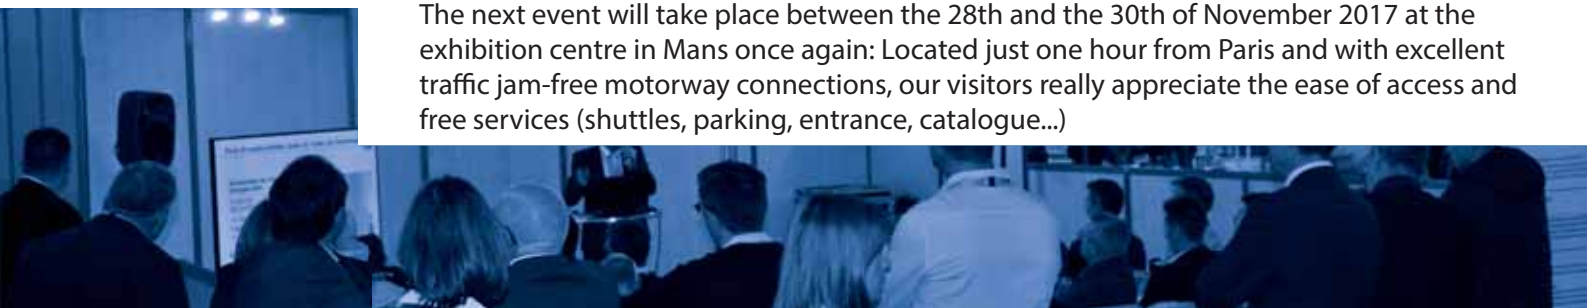 The next event will take place between the 28th and the 30th of November 2017 at the
exhibition centre in Mans once again: Located just one hour from Paris and with excellent
traffic jam-free motorway connections, our visitors really appreciate the ease of access and
free services (shuttles, parking, entrance, catalogue...)